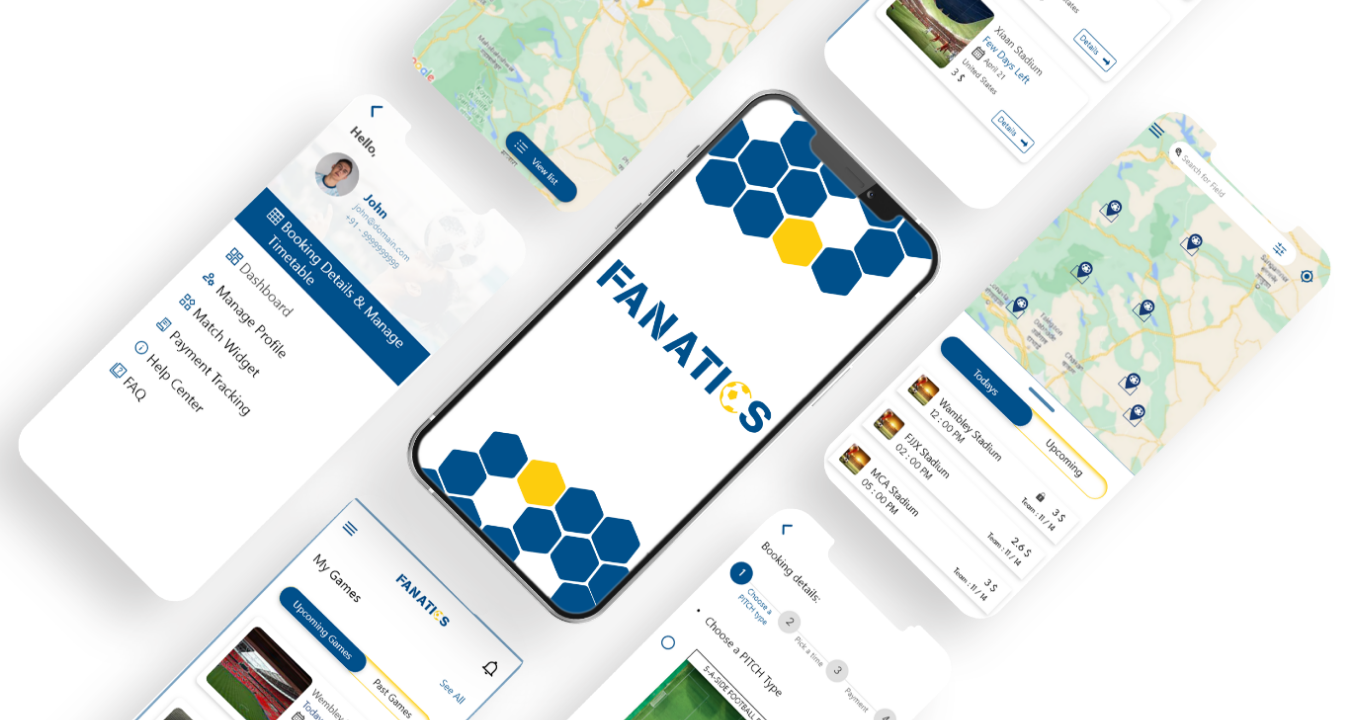 Google
View list
States
Details
Xiaan Stadium
Few Days Left
April 21
United States
3 $
Details
Hello,
John
john@domain.com
+91 - 9999999999
Booking Details & Manage
Timetable
Dashboard
Manage Profile
Match Widget
Payment Tracking
Help Center
FAQ
FANATICS
Search for Field
Todays
Upcoming
Wambley Stadium
12 : 00 PM
3 $
Team : 11 / 14
FJJX Stadium
02 : 00 PM
2.6 $
Team : 11 / 14
MCA Stadium
05 : 00 PM
3 $
Team : 11 / 14
My Games
FANATICS
Upcoming Games
Past Games
See All
Booking details:
1
Choose a
PITCH type
2
Pick a time
3
Payment
4
• Choose a PITCH Type
5-A-SIDE FOOTBALL